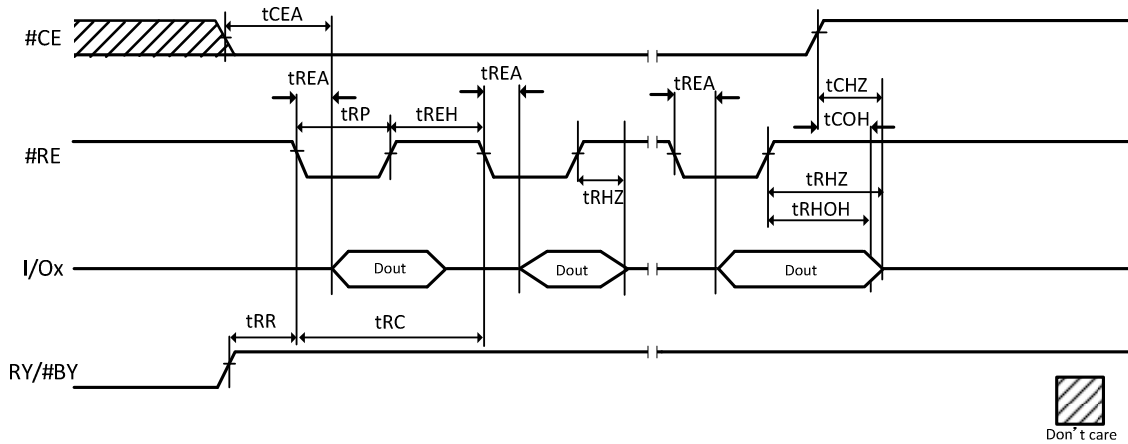 tCEA
#CE
tREA
tREA
tREA
tCHZ
tRP
tREH
tCOH
#RE
tRHZ
tRHZ
tRHOH
I/Ox
Dout
Dout
Dout
tRR
tRC
RY/#BY
Don't care